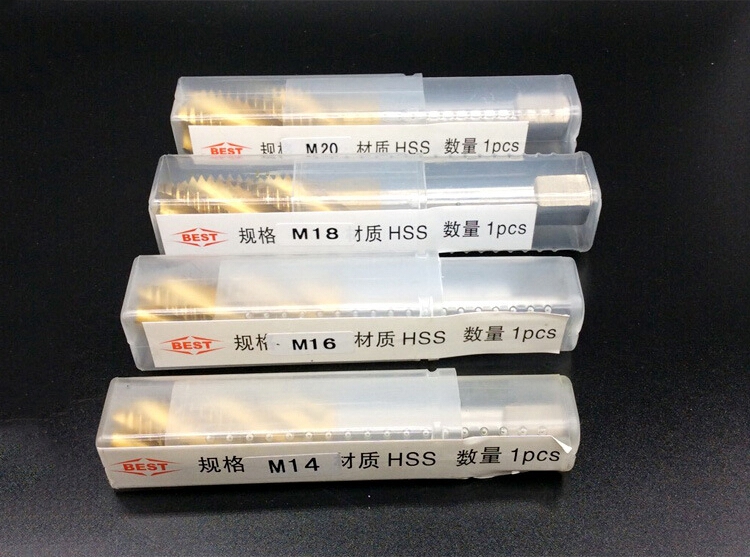 BEST 规格 M20 材质 HSS 数量 1pcs
BEST 规格 M18 材质 HSS 数量 1pcs
BEST 规格 M16 材质 HSS 数量 1pcs
BEST 规格 M14 材质 HSS 数量 1pcs